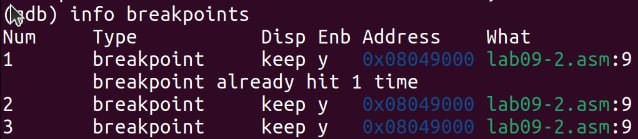 (gdb) info breakpoints
Num     Type           Disp Enb Address    What
1       breakpoint     keep y   0x08049000 lab09-2.asm:9
        breakpoint already hit 1 time
2       breakpoint     keep y   0x08049000 lab09-2.asm:9
3       breakpoint     keep y   0x08049000 lab09-2.asm:9